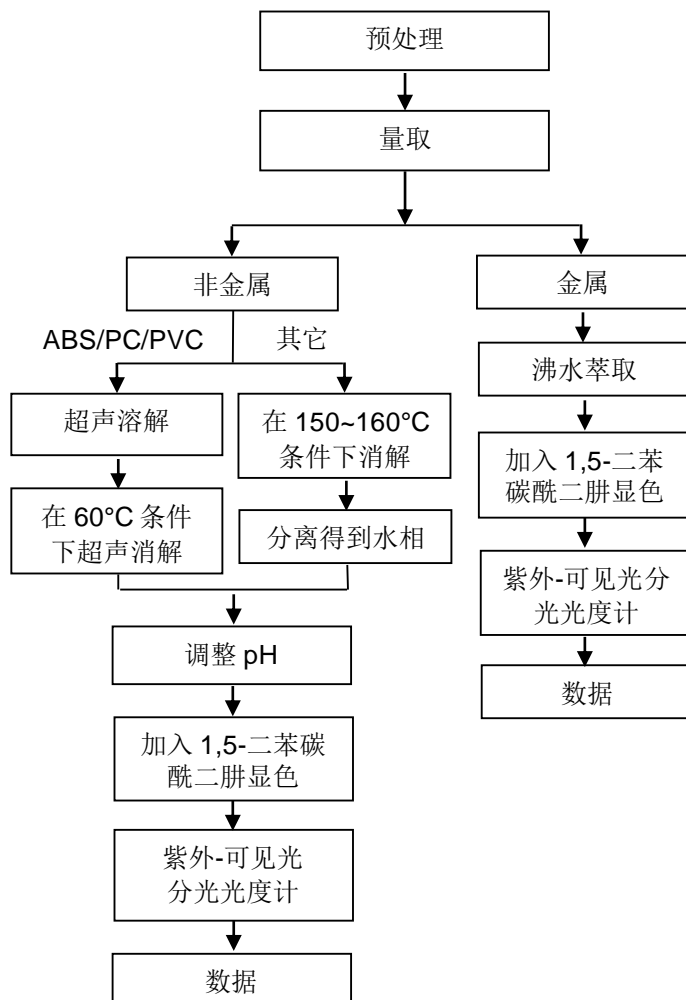 预处理
量取
非金属
金属
ABS/PC/PVC
其它
沸水萃取
超声溶解
在 150~160°C
条件下消解
加入 1,5-二苯
碳酰二肼显色
在 60°C 条件
下超声消解
分离得到水相
紫外-可见光分
光光度计
调整 pH
数据
加入 1,5-二苯碳
酰二肼显色
紫外-可见光
分光光度计
数据